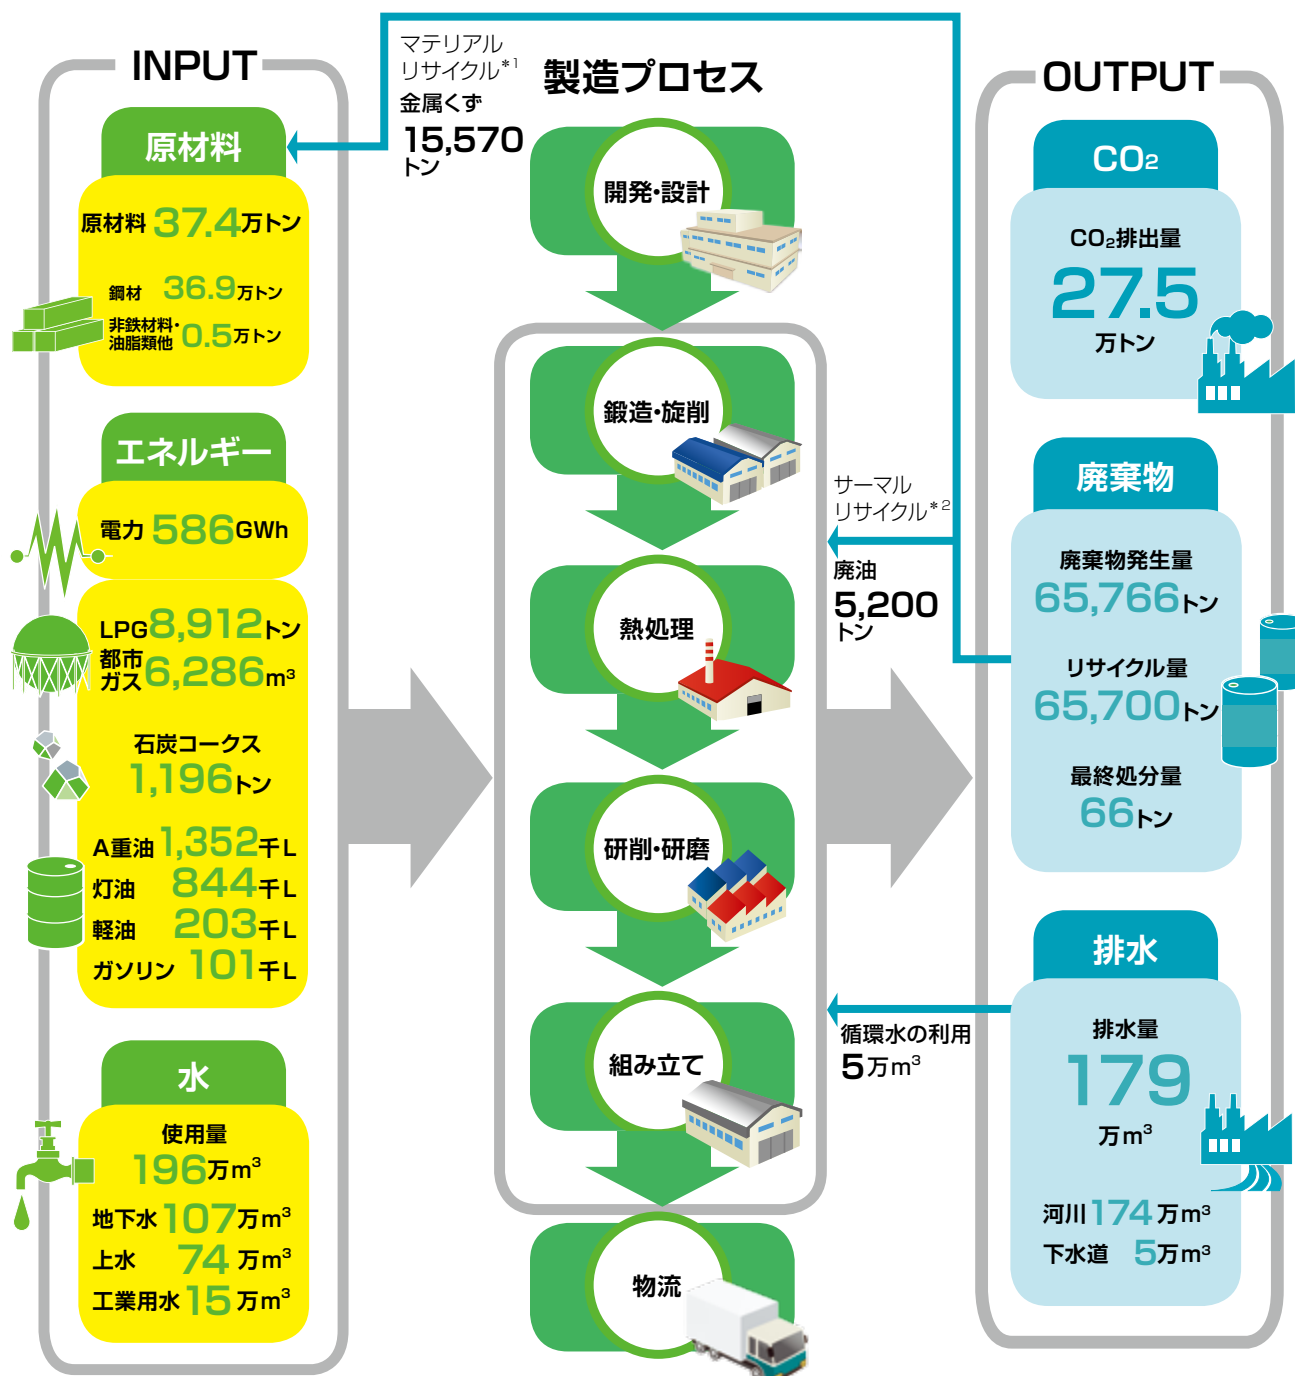 INPUT
原材料
原材料 37.4万トン
鋼材 36.9万トン
非鉄材料・
油脂類他 0.5万トン
エネルギー
電力 586GWh
LPG8,912トン
都市
ガス6,286m³
石炭コークス
1,196トン
A重油1,352千L
灯油 844千L
軽油 203千L
ガソリン 101千L
水
使用量
196万m³
地下水107万m³
上水 74万m³
工業用水15万m³
マテリアル
リサイクル*1
金属くず
15,570
トン
製造プロセス
開発・設計
鍛造・旋削
熱処理
研削・研磨
組み立て
物流
サーマル
リサイクル*2
廃油
5,200
トン
循環水の利用
5万m³
OUTPUT
CO₂
CO₂排出量
27.5
万トン
廃棄物
廃棄物発生量
65,766トン
リサイクル量
65,700トン
最終処分量
66トン
排水
排水量
179
万m³
河川174万m³
下水道 5万m³